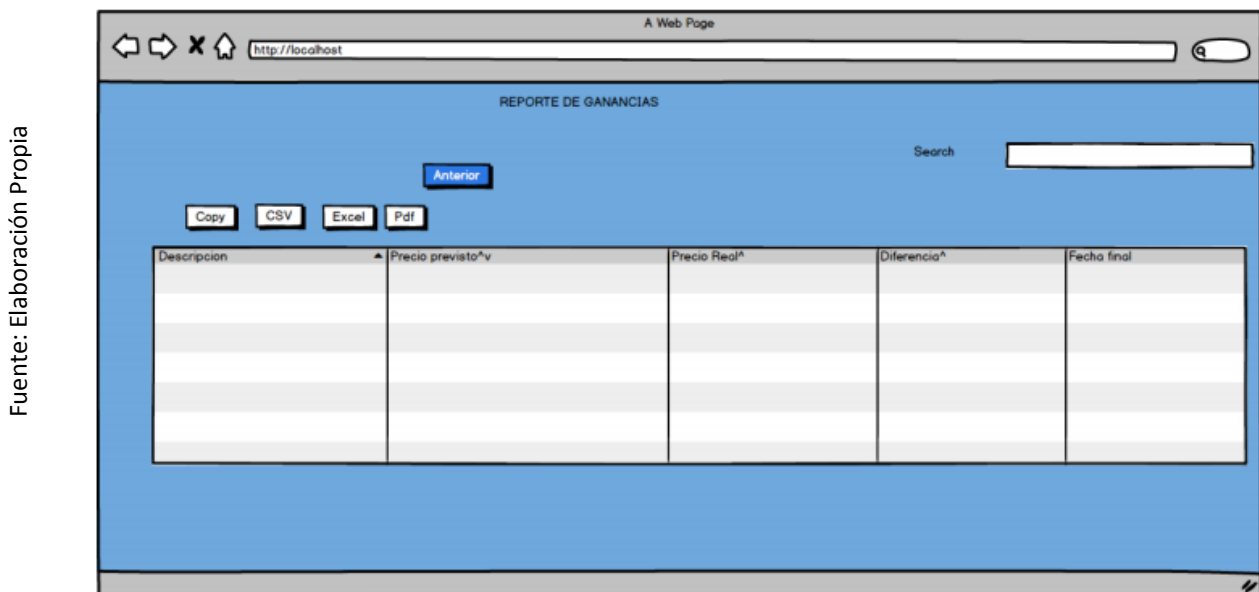 A Web Page
http://localhost
REPORTE DE GANANCIAS
Search
Anterior
Copy CSV Excel Pdf
Descripcion Precio previsto^v Precio Real^ Diferencia^ Fecha final
Fuente: Elaboración Propia